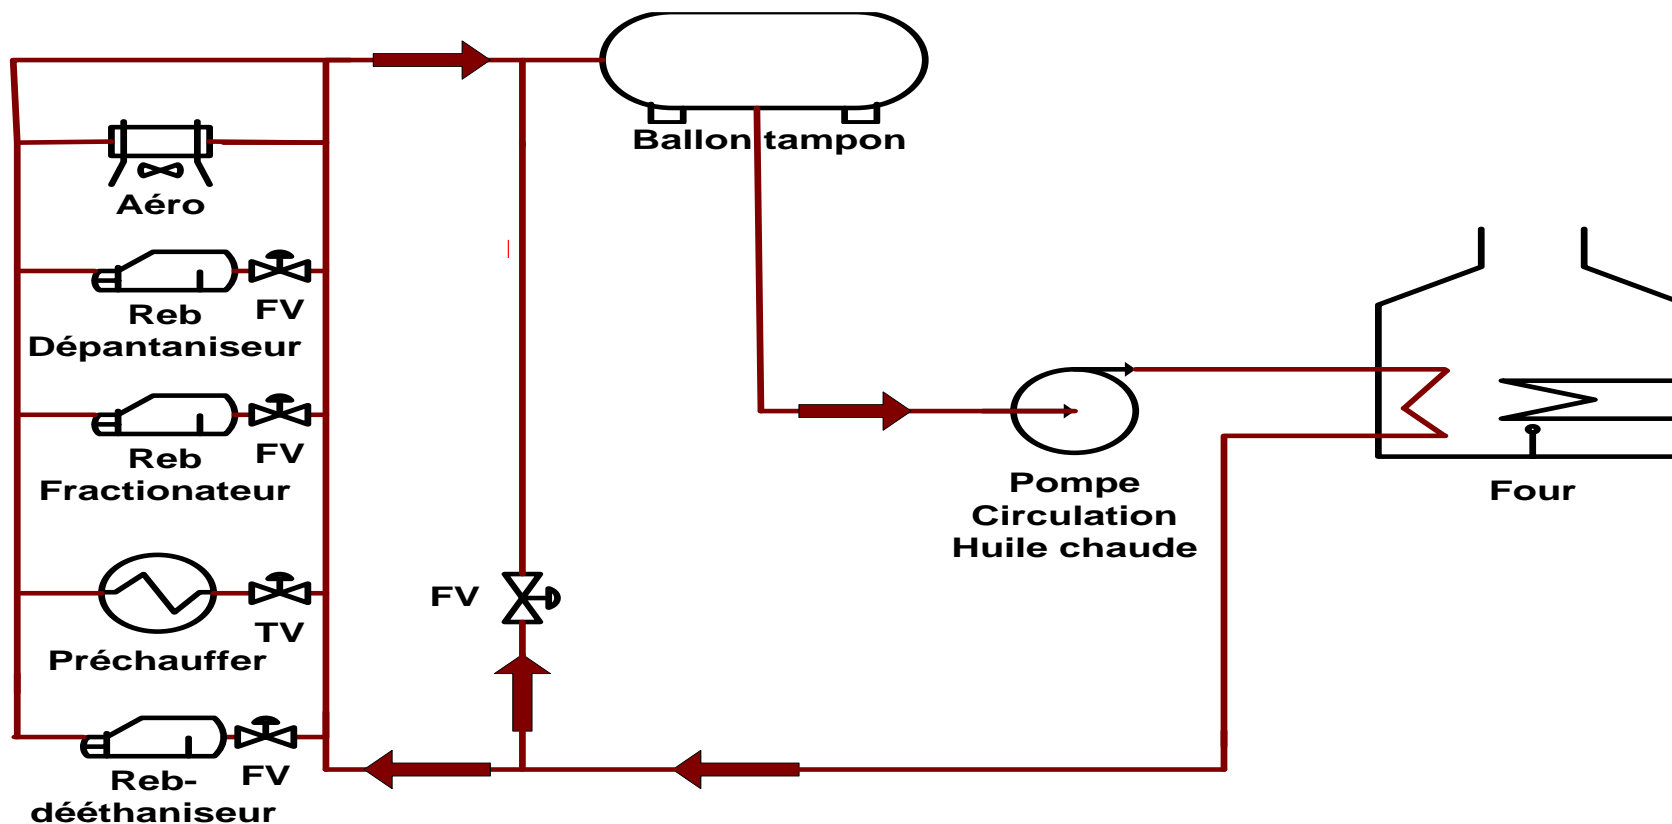 Ballon tampon
Aéro
Reb
Dépantaniseur
FV
Reb
Fractionateur
FV
Pompe
Circulation
Huile chaude
Four
FV
Préchauffer
TV
Reb-
dééthaniseur
FV